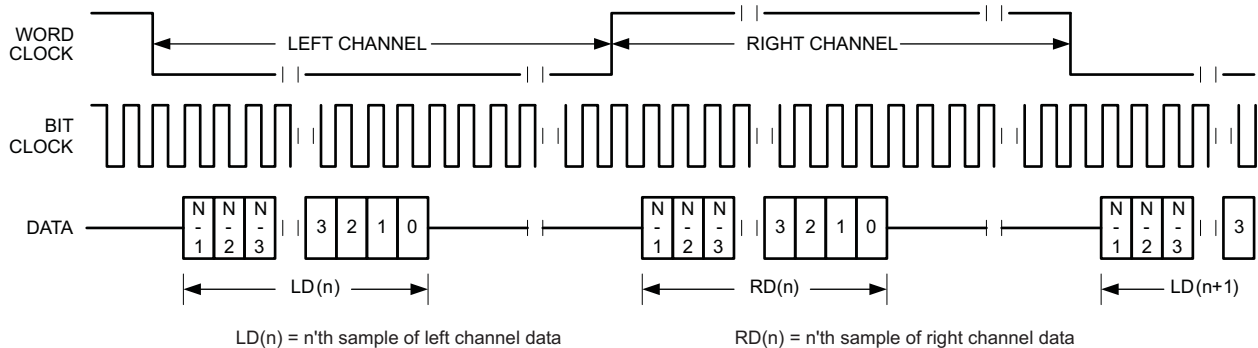 WORD
CLOCK
LEFT CHANNEL
RIGHT CHANNEL
BIT
CLOCK
DATA
N-1 N-2 N-3 3 2 1 0 N-1 N-2 N-3 3 2 1 0 N-1 N-2 N-3 3
LD(n) RD(n) LD(n+1)
LD(n) = n'th sample of left channel data RD(n) = n'th sample of right channel data